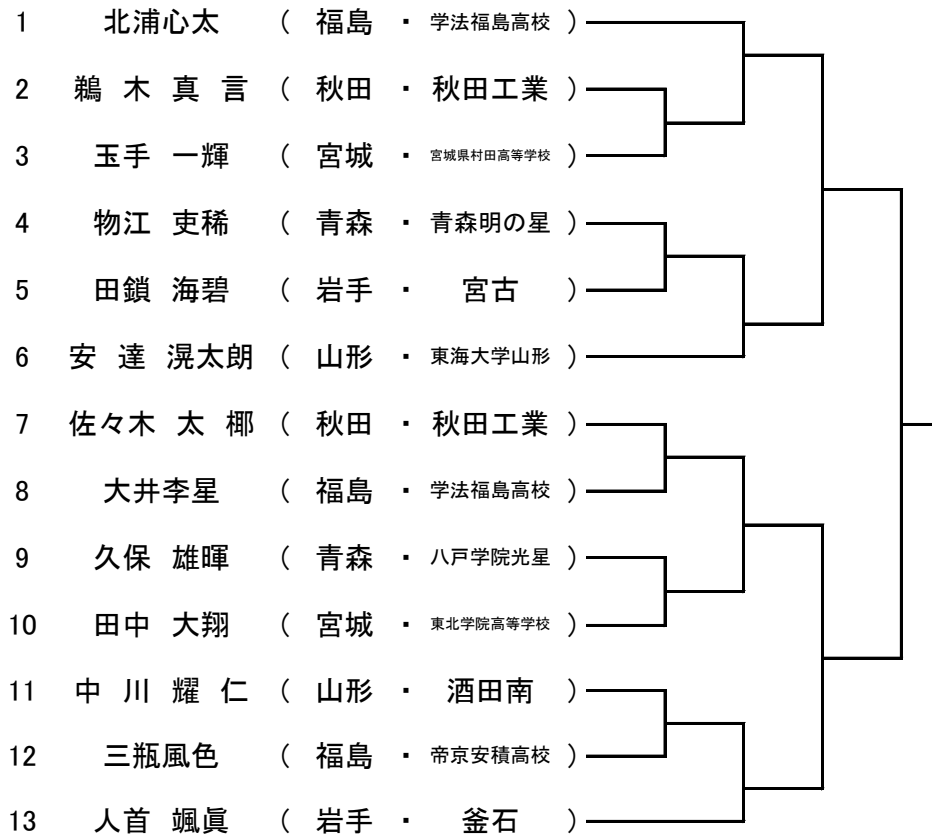 1 北浦心太 ( 福島 ・ 学法福島高校 )
2 鵜 木 真 言 ( 秋田 ・ 秋田工業 )
3 玉手 一輝 ( 宮城 ・ 宮城県村田高等学校 )
4 物江 吏稀 ( 青森 ・ 青森明の星 )
5 田鎖 海碧 ( 岩手 ・ 宮古 )
6 安 達 滉太朗 ( 山形 ・ 東海大学山形 )
7 佐々木 太 椰 ( 秋田 ・ 秋田工業 )
8 大井李星 ( 福島 ・ 学法福島高校 )
9 久保 雄暉 ( 青森 ・ 八戸学院光星 )
10 田中 大翔 ( 宮城 ・ 東北学院高等学校 )
11 中 川 耀 仁 ( 山形 ・ 酒田南 )
12 三瓶風色 ( 福島 ・ 帝京安積高校 )
13 人首 颯眞 ( 岩手 ・ 釜石 )